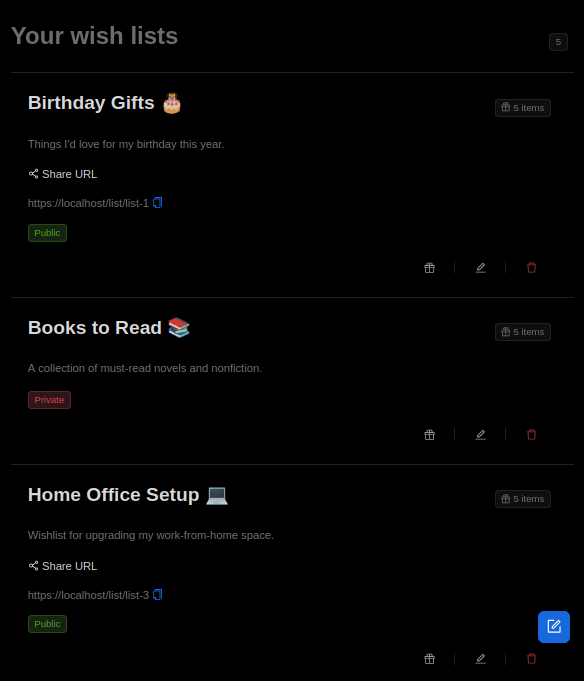 Your wish lists
5
Birthday Gifts 🎂
5 items
Things I'd love for my birthday this year.
Share URL
https://localhost/list/list-1
Public
Books to Read 📚
5 items
A collection of must-read novels and nonfiction.
Private
Home Office Setup 💻
5 items
Wishlist for upgrading my work-from-home space.
Share URL
https://localhost/list/list-3
Public